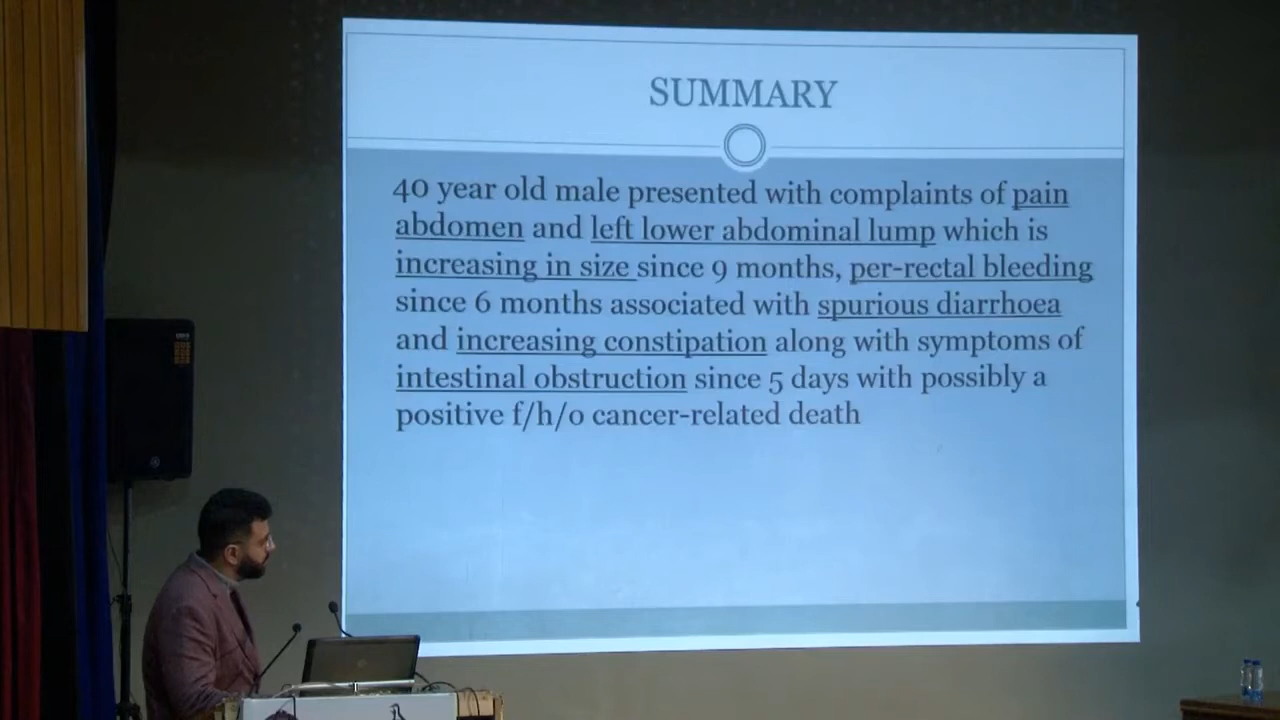 SUMMARY
40 year old male presented with complaints of pain
abdomen and left lower abdominal lump which is
increasing in size since 9 months, per-rectal bleeding
since 6 months associated with spurious diarrhoea
and increasing constipation along with symptoms of
intestinal obstruction since 5 days with possibly a
positive f/h/o cancer-related death